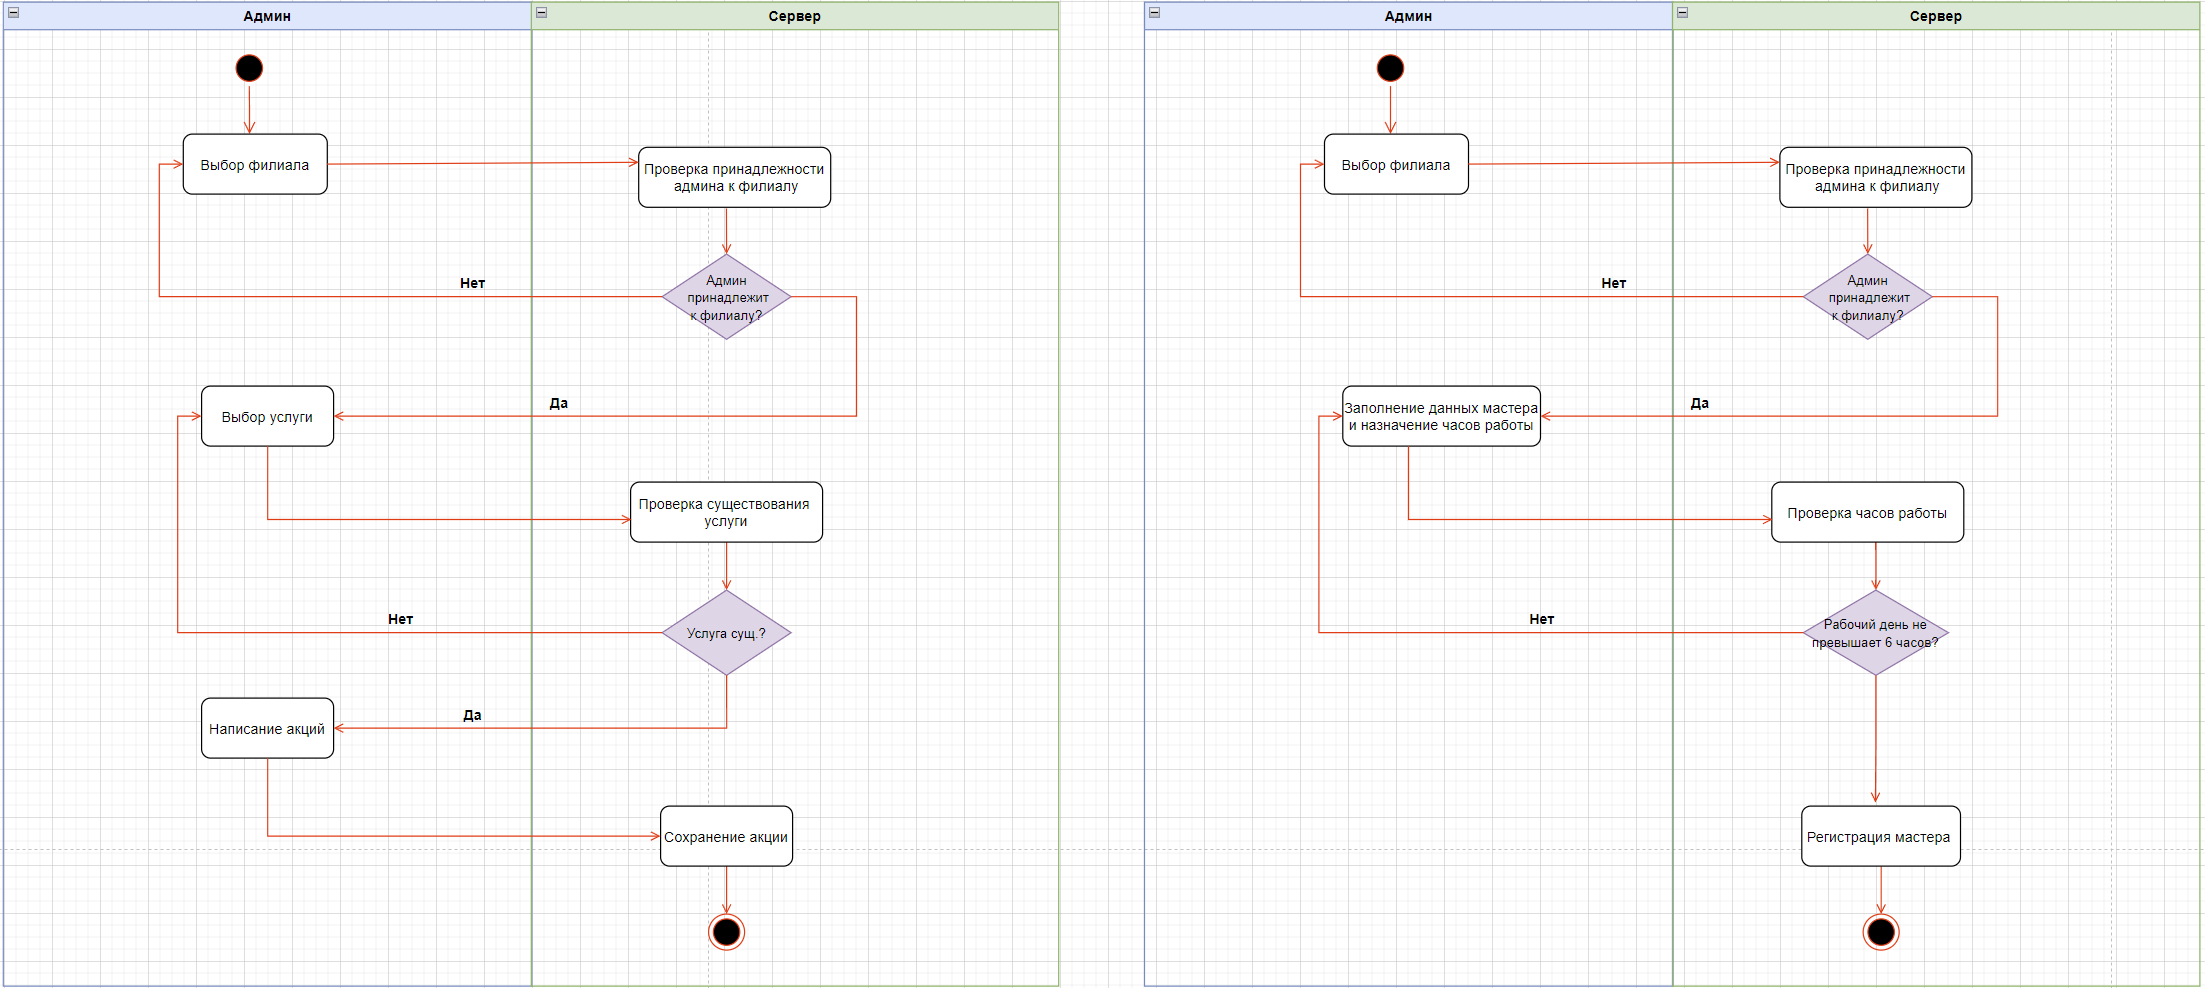 Админ
Сервер
Выбор филиала
Проверка принадлежности
админа к филиалу
Админ
принадлежит
к филиалу?
Нет
Да
Выбор услуги
Проверка существования
услуги
Услуга сущ.?
Нет
Да
Написание акций
Сохранение акции
Админ
Сервер
Выбор филиала
Проверка принадлежности
админа к филиалу
Админ
принадлежит
к филиалу?
Нет
Да
Заполнение данных мастера
и назначение часов работы
Проверка часов работы
Рабочий день не
превышает 6 часов?
Нет
Регистрация мастера